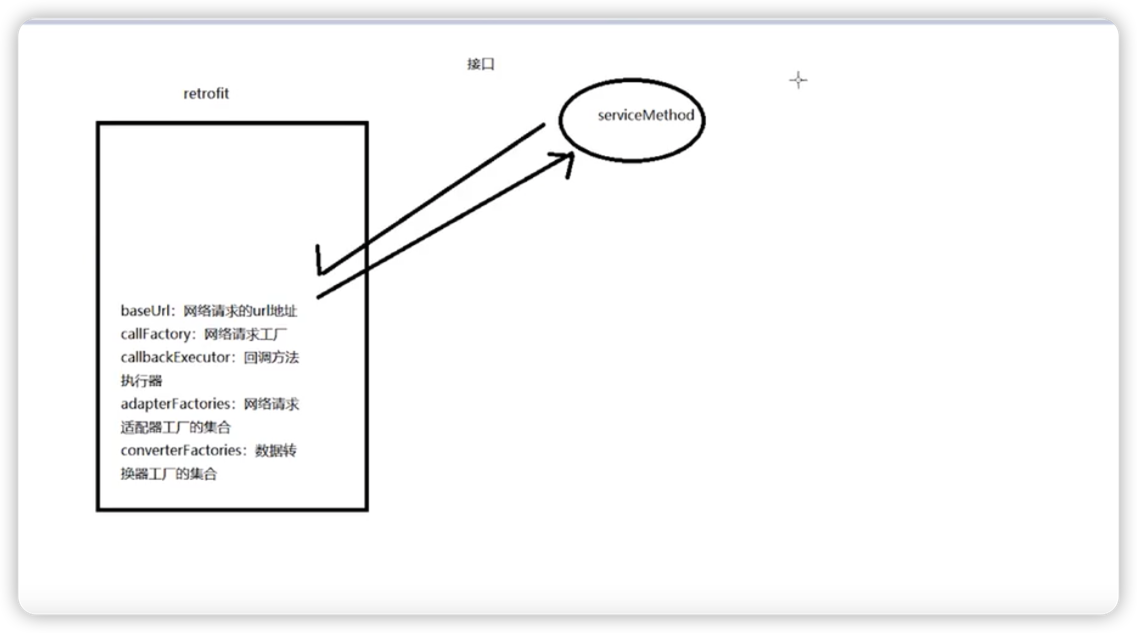 接口
retrofit
serviceMethod
baseUrl：网络请求的url地址
callFactory：网络请求工厂
callbackExecutor：回调方法
执行器
adapterFactories：网络请求
适配器工厂的集合
converterFactories：数据转
换器工厂的集合